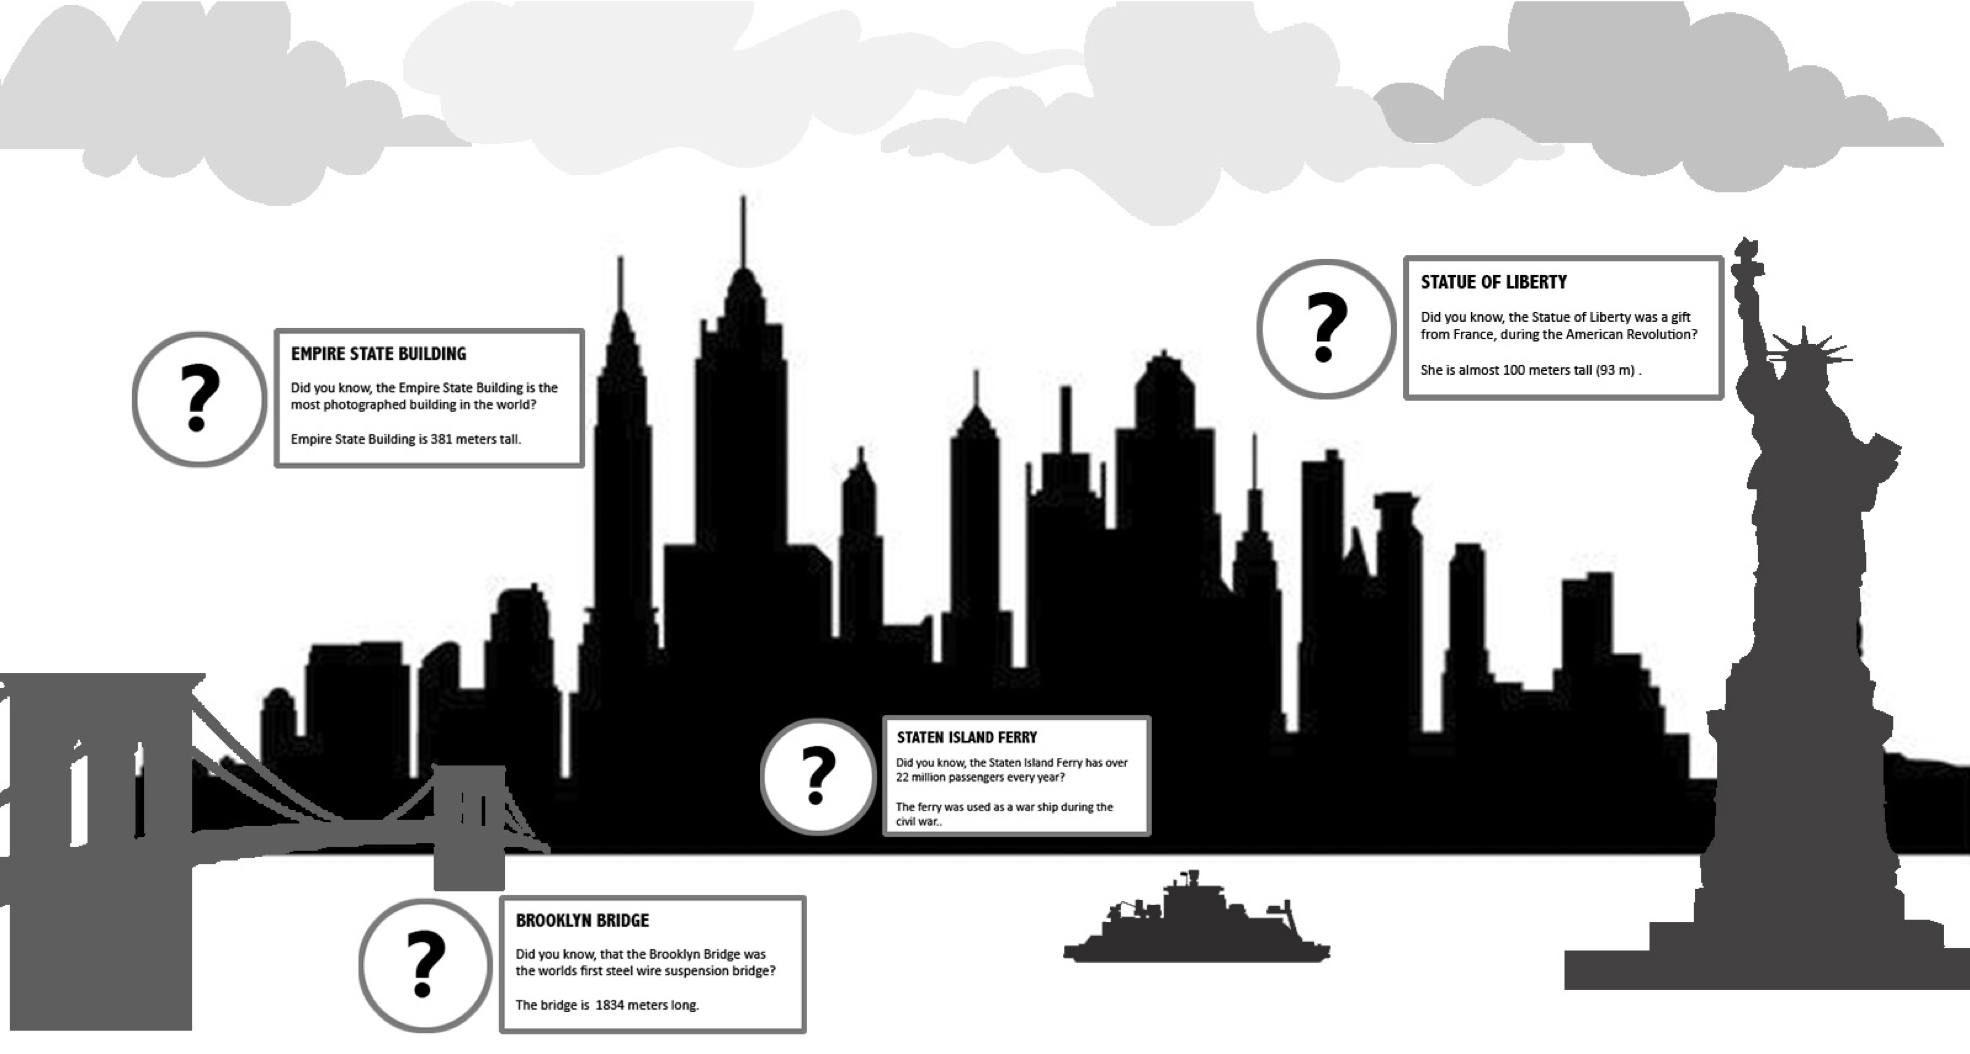 ?
EMPIRE STATE BUILDING
Did you know, the Empire State Building is the
most photographed building in the world?
Empire State Building is 381 meters tall.
?
STATUE OF LIBERTY
Did you know, the Statue of Liberty was a gift
from France, during the American Revolution?
She is almost 100 meters tall (93 m) .
?
STATEN ISLAND FERRY
Did you know, the Staten Island Ferry has over
22 million passengers every year?
The ferry was used as a war ship during the
civil war..
?
BROOKLYN BRIDGE
Did you know, that the Brooklyn Bridge was
the worlds first steel wire suspension bridge?
The bridge is  1834 meters long.